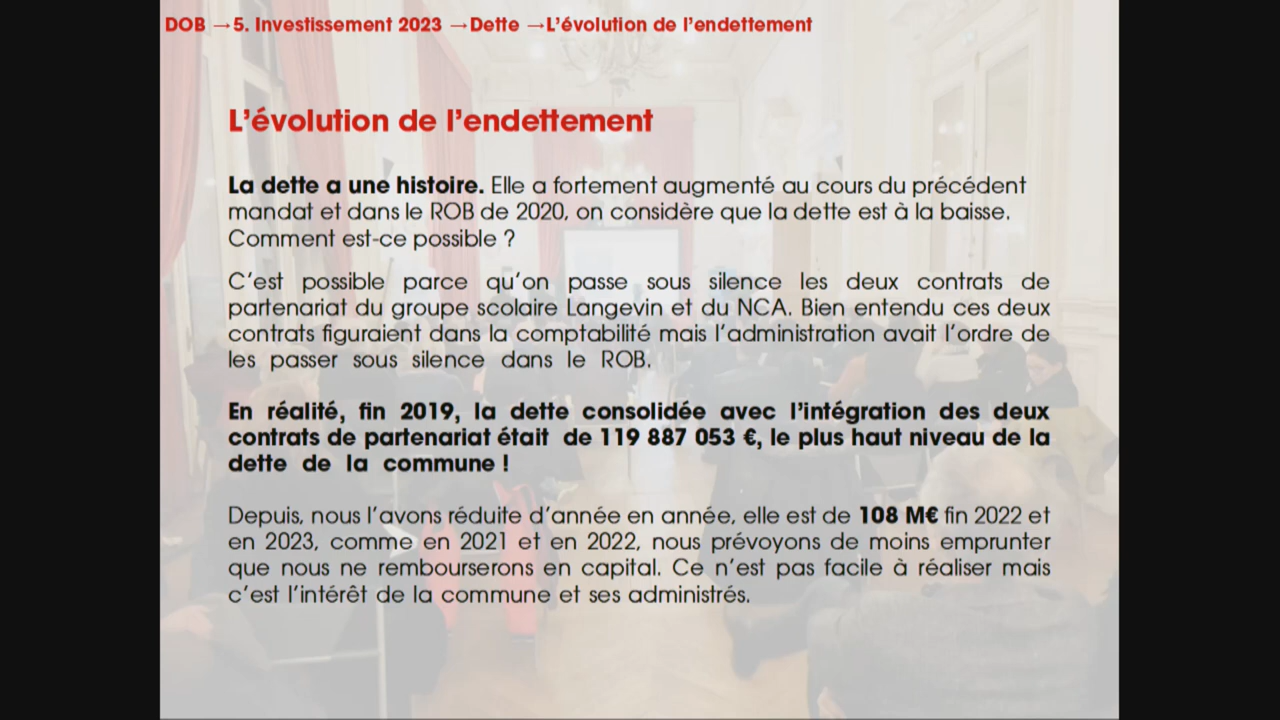 DOB →5. Investissement 2023 →Dette →L'évolution de l'endettement
L'évolution de l'endettement
La dette a une histoire. Elle a fortement augmenté au cours du précédent
mandat et dans le ROB de 2020, on considère que la dette est à la baisse.
Comment est-ce possible ?
C'est possible parce qu'on passe sous silence les deux contrats de
partenariat du groupe scolaire Langevin et du NCA. Bien entendu ces deux
contrats figuraient dans la comptabilité mais l'administration avait l'ordre de
les passer sous silence dans le ROB.
En réalité, fin 2019, la dette consolidée avec l'intégration des deux
contrats de partenariat était de 119 887 053 €, le plus haut niveau de la
dette de la commune !
Depuis, nous l'avons réduite d'année en année, elle est de 108 M€ fin 2022 et
en 2023, comme en 2021 et en 2022, nous prévoyons de moins emprunter
que nous ne rembourserons en capital. Ce n'est pas facile à réaliser mais
c'est l'intérêt de la commune et ses administrés.